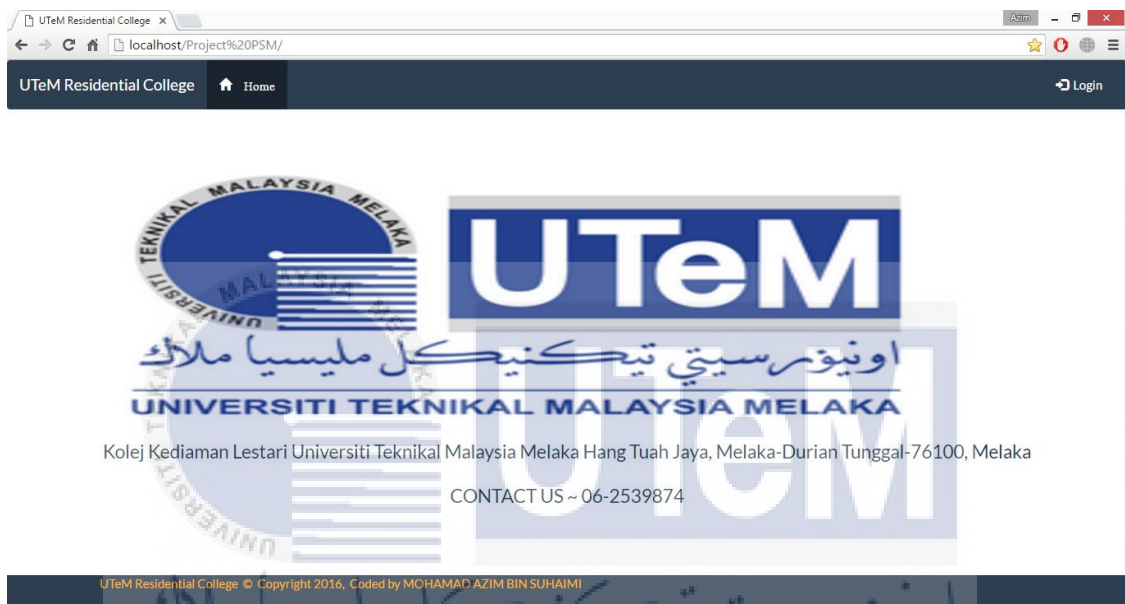 UTeM Residential College
Azim
localhost/Project%20PSM/
UTeM Residential College Home Login
UNIVERSITI TEKNIKAL MALAYSIA MELAKA
UTeM
اونيۏرسيتي تيكنيكل مليسيا ملاك
UNIVERSITI TEKNIKAL MALAYSIA MELAKA
Kolej Kediaman Lestari Universiti Teknikal Malaysia Melaka Hang Tuah Jaya, Melaka-Durian Tunggal-76100, Melaka
CONTACT US ~ 06-2539874
UTeM Residential College © Copyright 2016, Coded by MOHAMAD AZIM BIN SUHAIMI